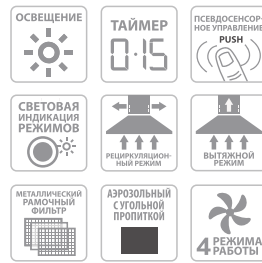 ОСВЕЩЕНИЕ
ТАЙМЕР
0:15
ПСЕВДОСЕНСОР-
НОЕ УПРАВЛЕНИЕ
PUSH
СВЕТОВАЯ
ИНДИКАЦИЯ
РЕЖИМОВ
РЕЦИРКУЛЯЦИОН-
НЫЙ РЕЖИМ
ВЫТЯЖНОЙ
РЕЖИМ
МЕТАЛЛИЧЕСКИЙ
РАМОЧНЫЙ
ФИЛЬТР
АЭРОЗОЛЬНЫЙ
С УГОЛЬНОЙ
ПРОПИТКОЙ
4 РЕЖИМА
РАБОТЫ